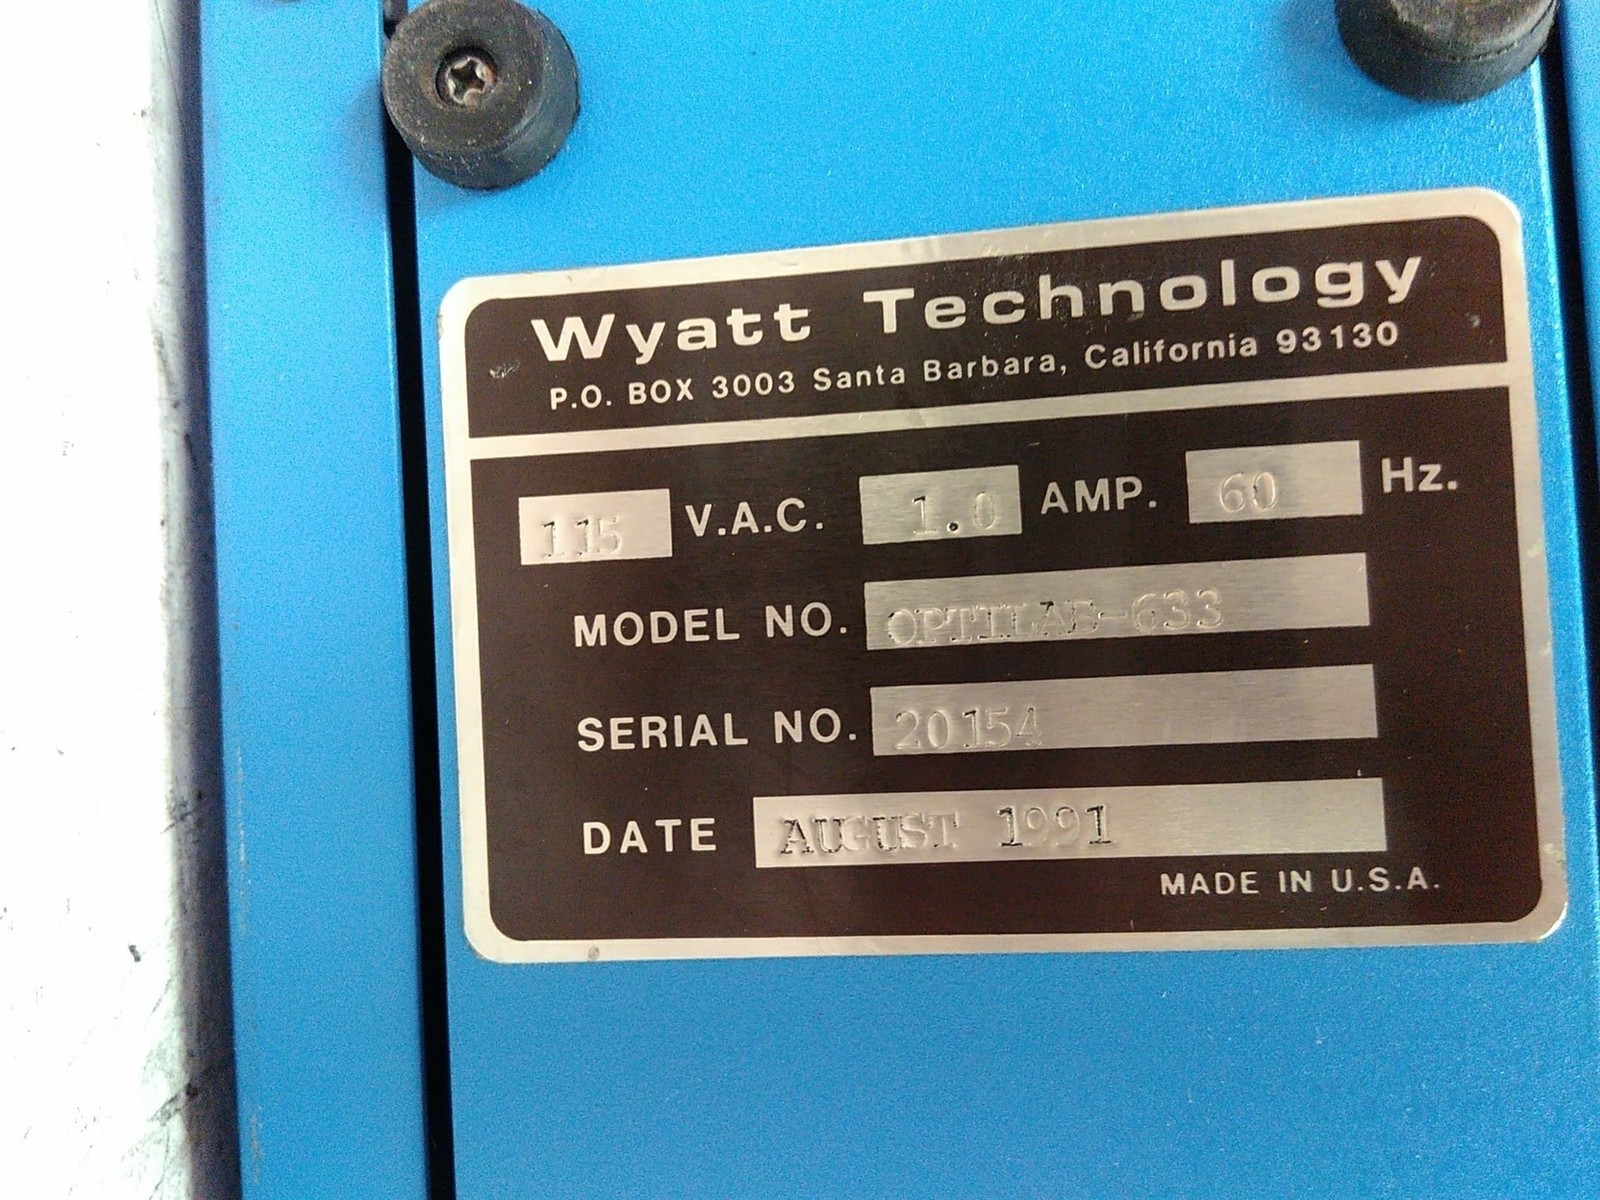 Wyatt Technology
P.O. BOX 3003 Santa Barbara, California 93130
115 V.A.C. 1.0 AMP. 60 Hz.
MODEL NO. OPTILAB-633
SERIAL NO. 20154
DATE AUGUST 1991
MADE IN U.S.A.